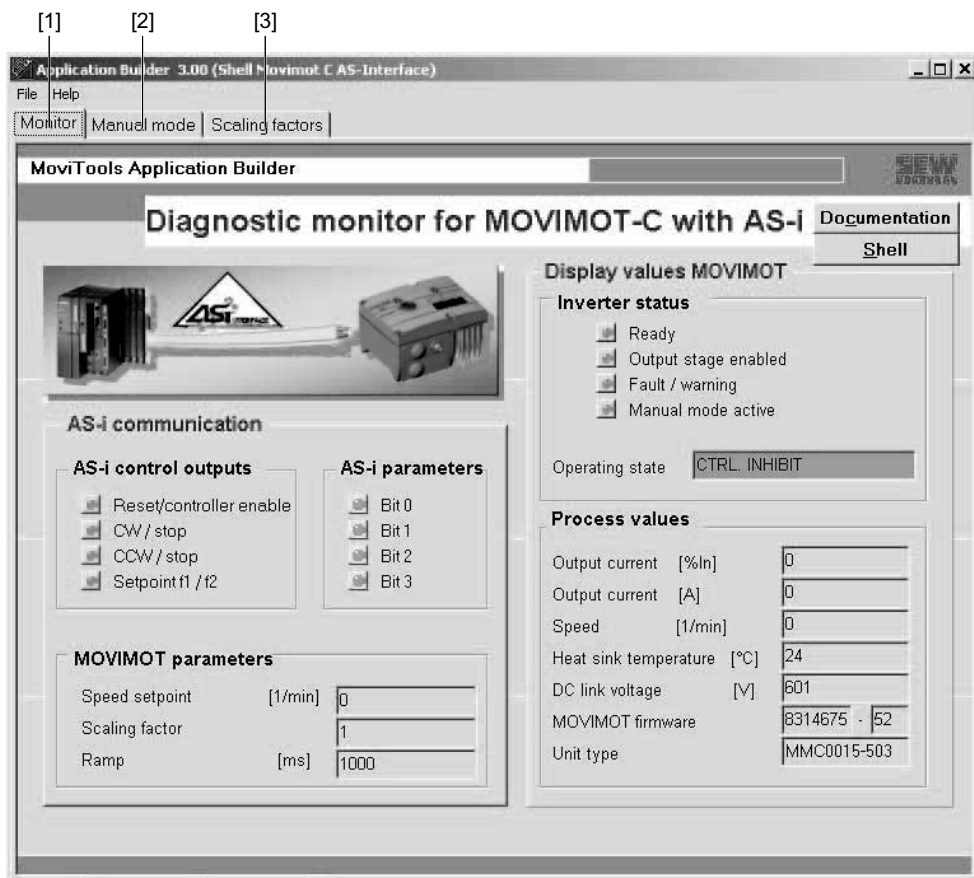 [1] [2] [3]
Application Builder 3.00 (Shell Movimot C AS-Interface)
File Help
Monitor Manual mode Scaling factors
MoviTools Application Builder
SEW
EURODRIVE
Diagnostic monitor for MOVIMOT-C with AS-i
Documentation
Shell
ASi
AS-i communication
AS-i control outputs
Reset/controller enable
CW / stop
CCW / stop
Setpoint f1 / f2
AS-i parameters
Bit 0
Bit 1
Bit 2
Bit 3
MOVIMOT parameters
Speed setpoint [1/min] 0
Scaling factor 1
Ramp [ms] 1000
Display values MOVIMOT
Inverter status
Ready
Output stage enabled
Fault / warning
Manual mode active
Operating state CTRL. INHIBIT
Process values
Output current [%In] 0
Output current [A] 0
Speed [1/min] 0
Heat sink temperature [°C] 24
DC link voltage [V] 601
MOVIMOT firmware 8314675 - 52
Unit type MMC0015-503